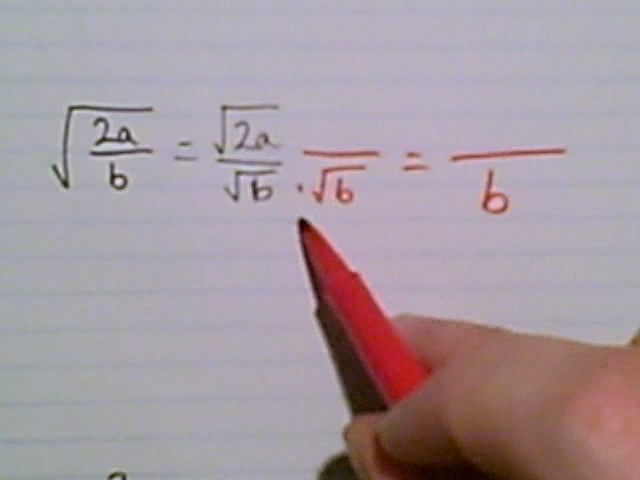 √(2a/b) = √2a/√b · /√b = /b